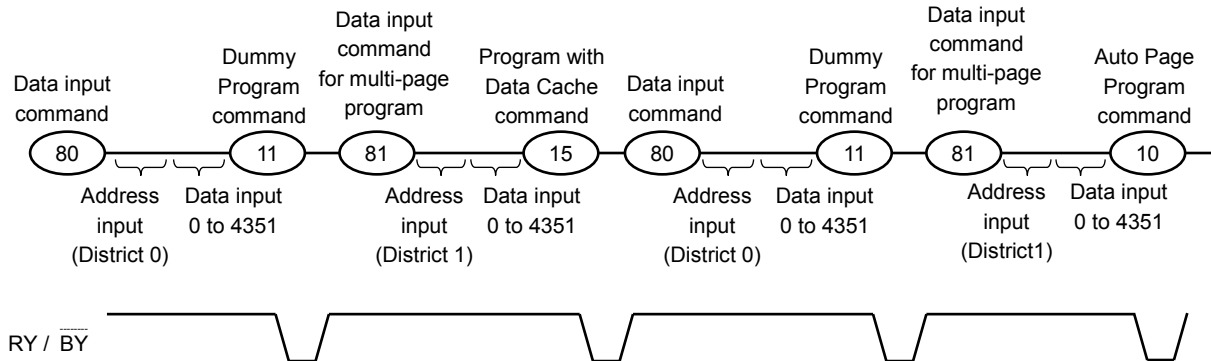 Data input
command
Dummy
Program
command
Data input
command
for multi-page
program
Program with
Data Cache
command
Data input
command
Dummy
Program
command
Data input
command
for multi-page
program
Auto Page
Program
command
80
11
81
15
80
11
81
10
Address
input
(District 0)
Data input
0 to 4351
Address
input
(District 1)
Data input
0 to 4351
Address
input
(District 0)
Data input
0 to 4351
Address
input
(District1)
Data input
0 to 4351
RY / BY